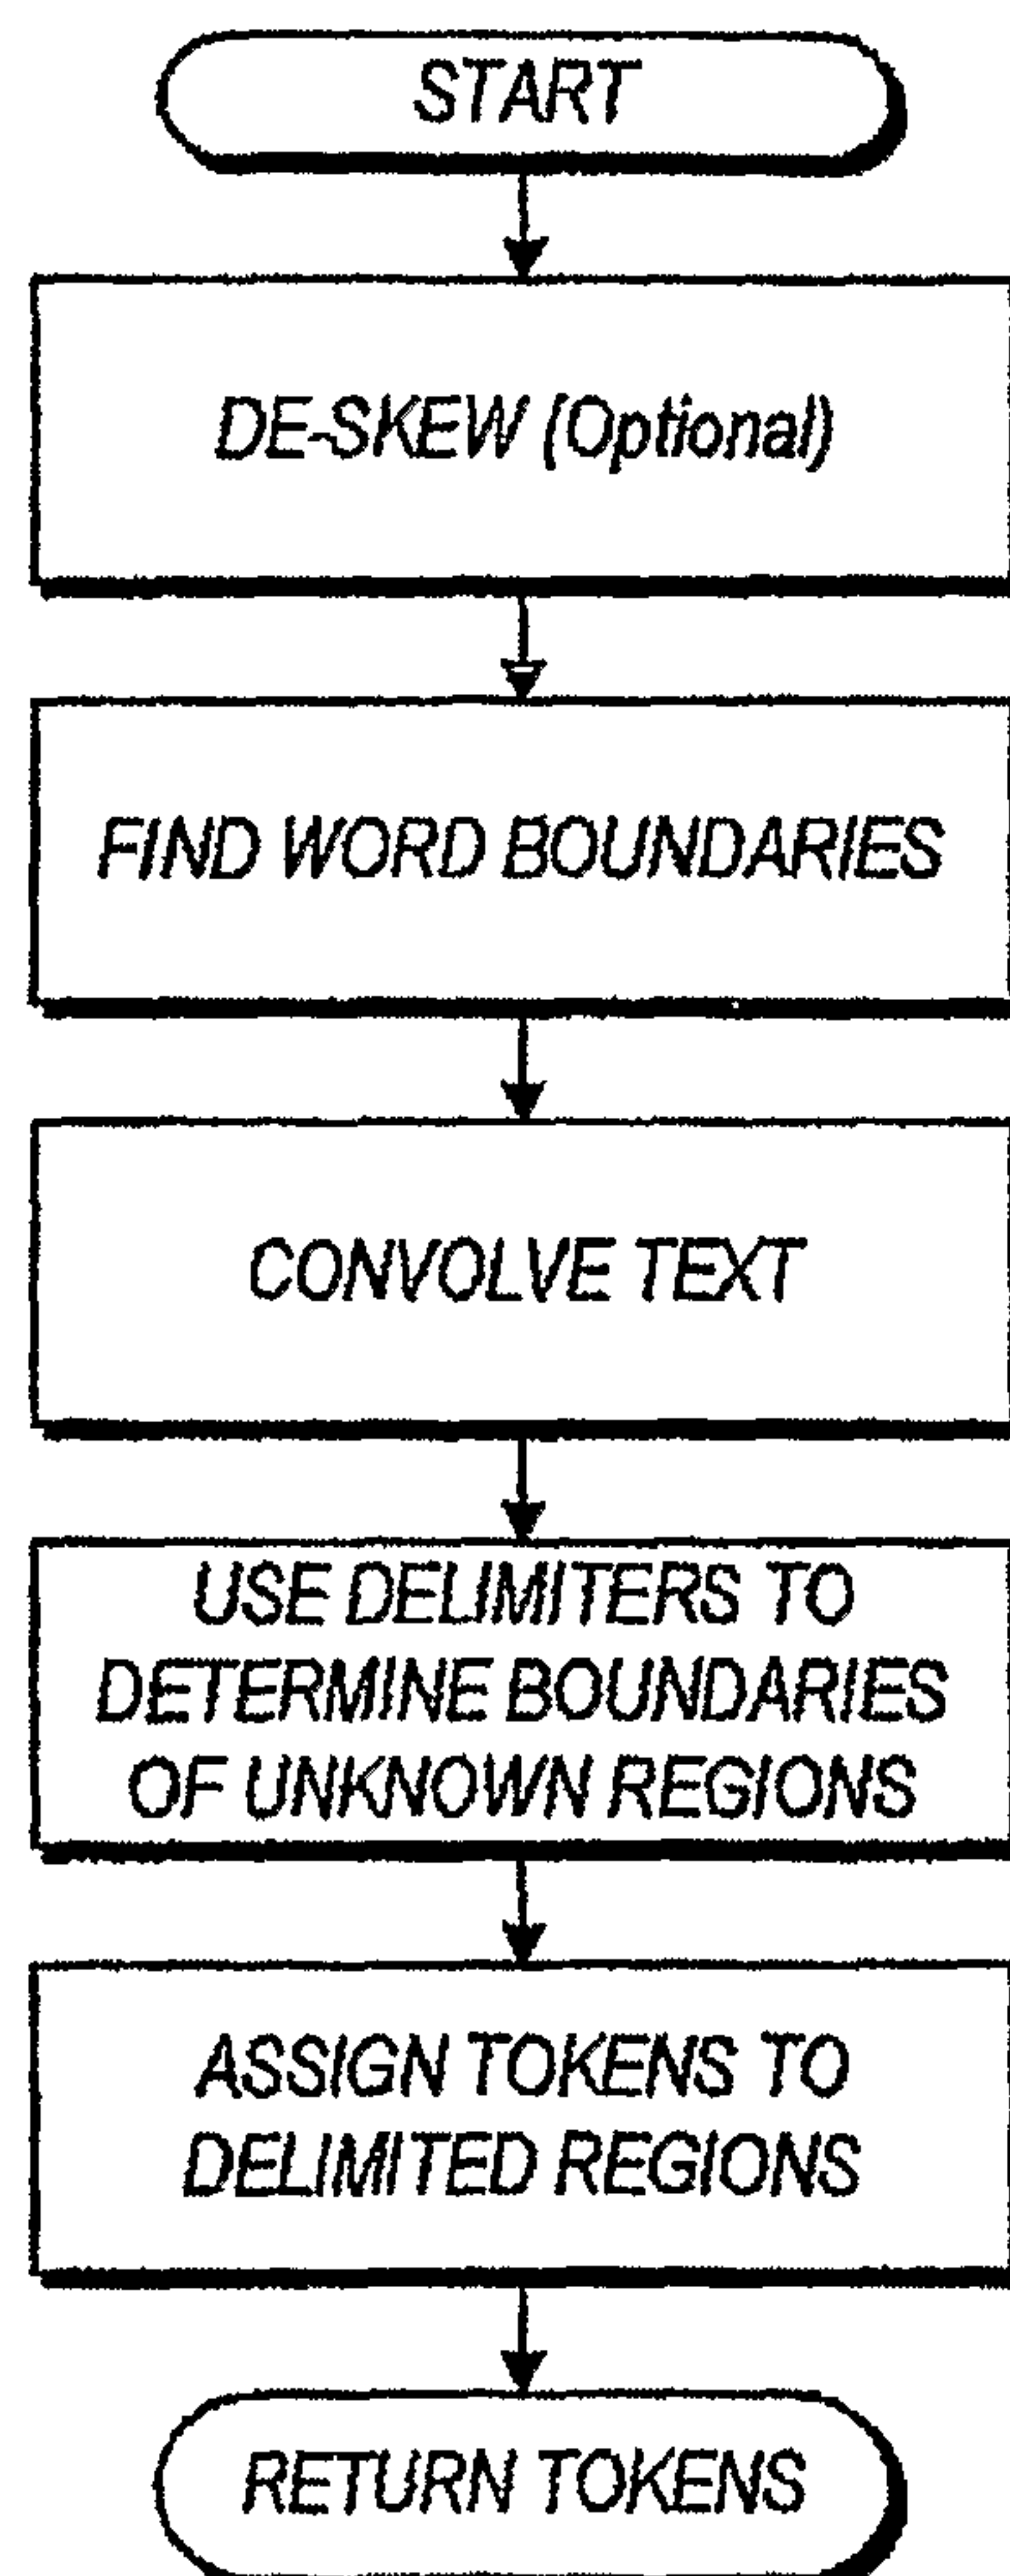 START
DE-SKEW (Optional)
FIND WORD BOUNDARIES
CONVOLVE TEXT
USE DELIMITERS TO
DETERMINE BOUNDARIES
OF UNKNOWN REGIONS
ASSIGN TOKENS TO
DELIMITED REGIONS
RETURN TOKENS